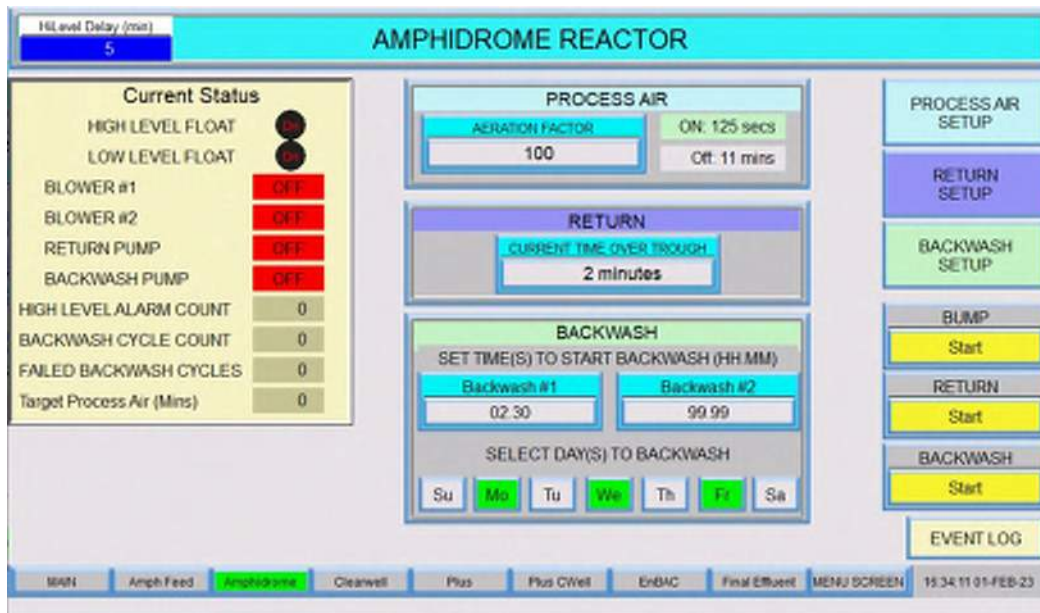 HiLevel Delay (min)
5
AMPHIDROME REACTOR
Current Status
HIGH LEVEL FLOAT On
LOW LEVEL FLOAT On
BLOWER #1 OFF
BLOWER #2 OFF
RETURN PUMP OFF
BACKWASH PUMP OFF
HIGH LEVEL ALARM COUNT 0
BACKWASH CYCLE COUNT 0
FAILED BACKWASH CYCLES 0
Target Process Air (Mins) 0
PROCESS AIR
AERATION FACTOR
100
ON: 125 secs
Off: 11 mins
RETURN
CURRENT TIME OVER TROUGH
2 minutes
BACKWASH
SET TIME(S) TO START BACKWASH (HH.MM)
Backwash #1
02.30
Backwash #2
99.99
SELECT DAY(S) TO BACKWASH
Su Mo Tu We Th Fr Sa
PROCESS AIR
SETUP
RETURN
SETUP
BACKWASH
SETUP
BUMP
Start
RETURN
Start
BACKWASH
Start
EVENT LOG
MAIN Amph Feed Amphidrome Clearwell Plus Plus CWell EnBAC Final Effluent MENU SCREEN 16:34:11 01-FEB-23